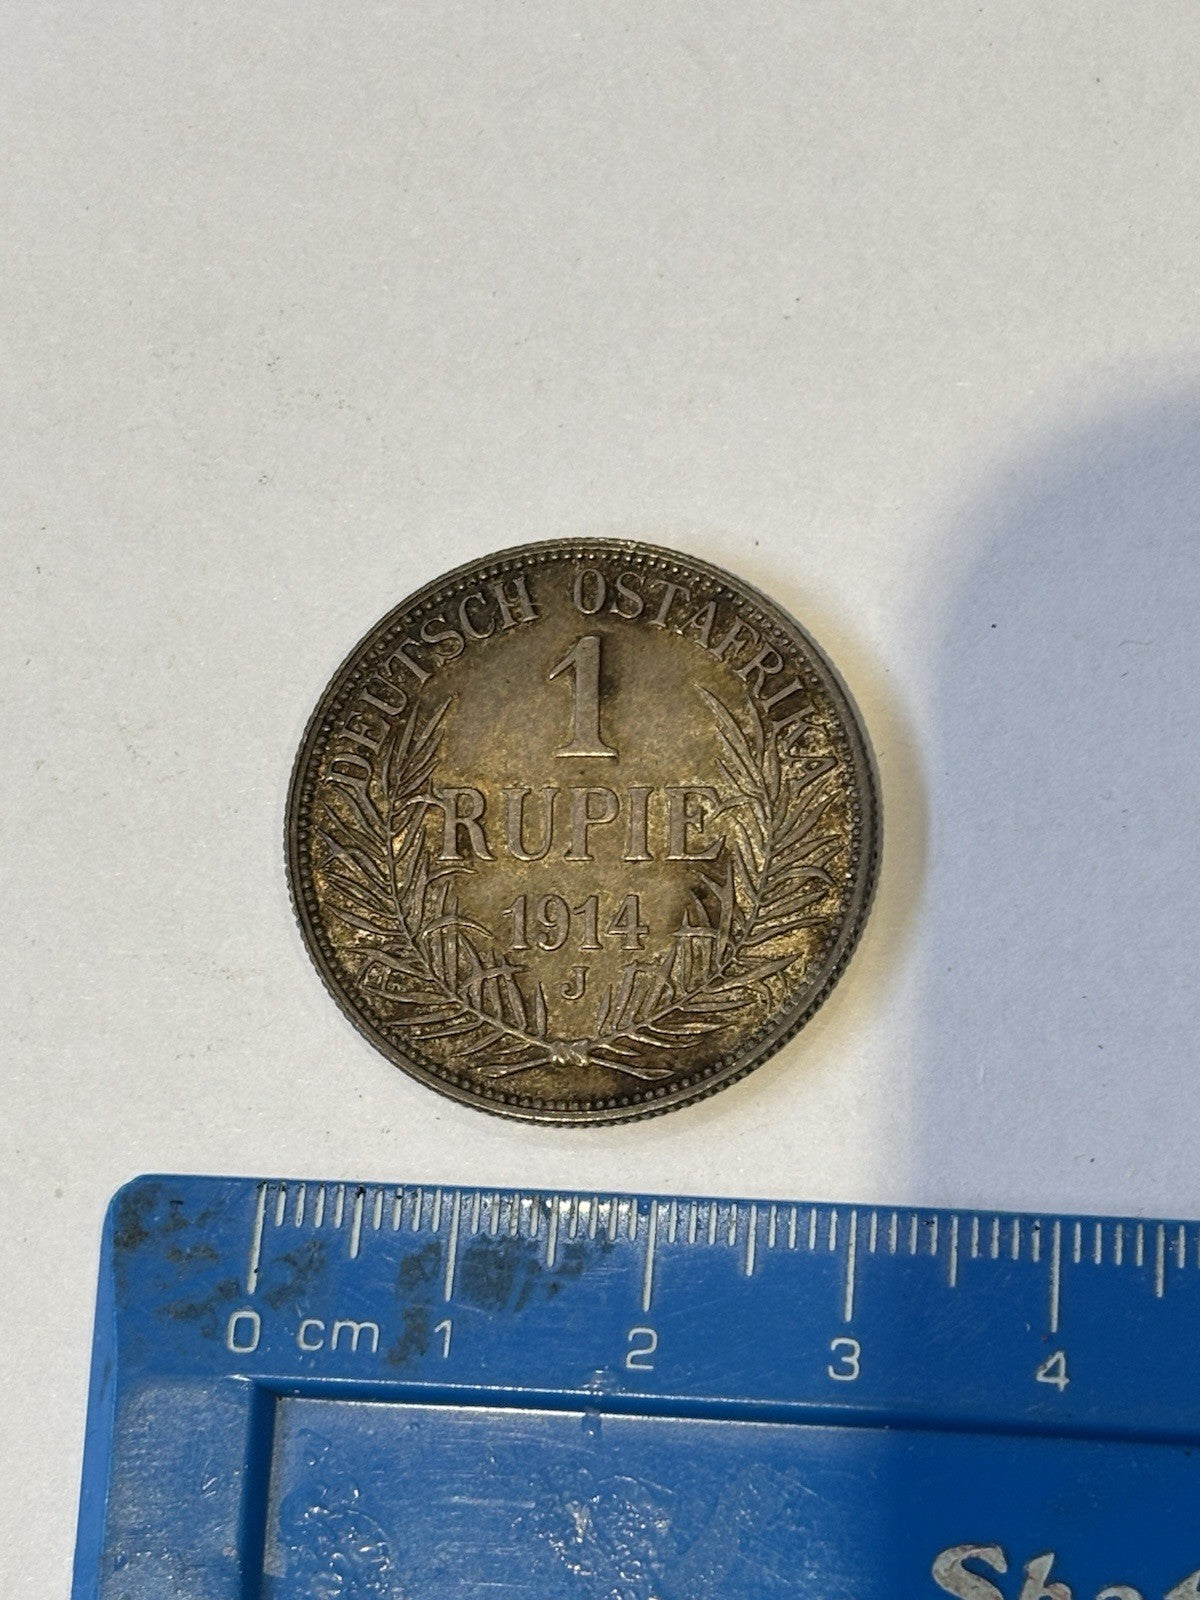 DEUTSCH OSTAFRIKA
1
RUPIE
1914
J
0 cm 1 2 3 4